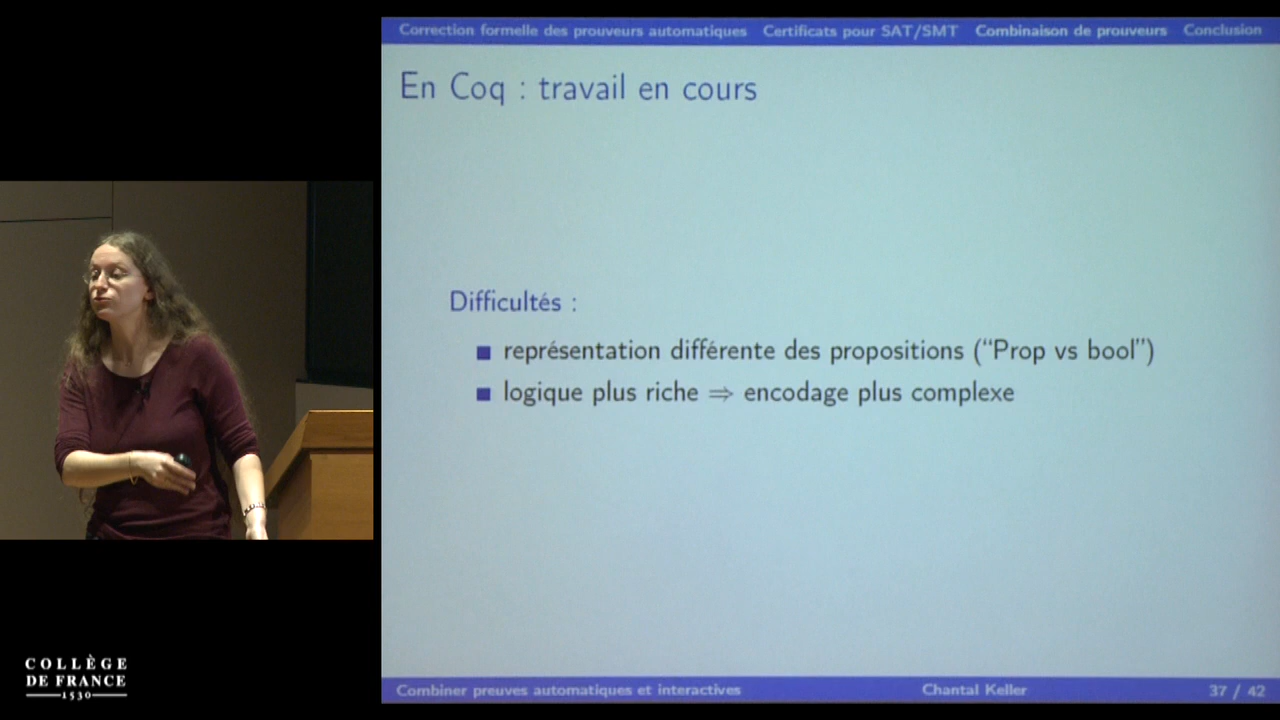 Correction formelle des prouveurs automatiques Certificats pour SAT/SMT Combinaison de prouveurs Conclusion
En Coq : travail en cours
Difficultés :
représentation différente des propositions (“Prop vs bool”)
logique plus riche ⇒ encodage plus complexe
Combiner preuves automatiques et interactives Chantal Keller 37 / 42
COLLÈGE
DE FRANCE
1530